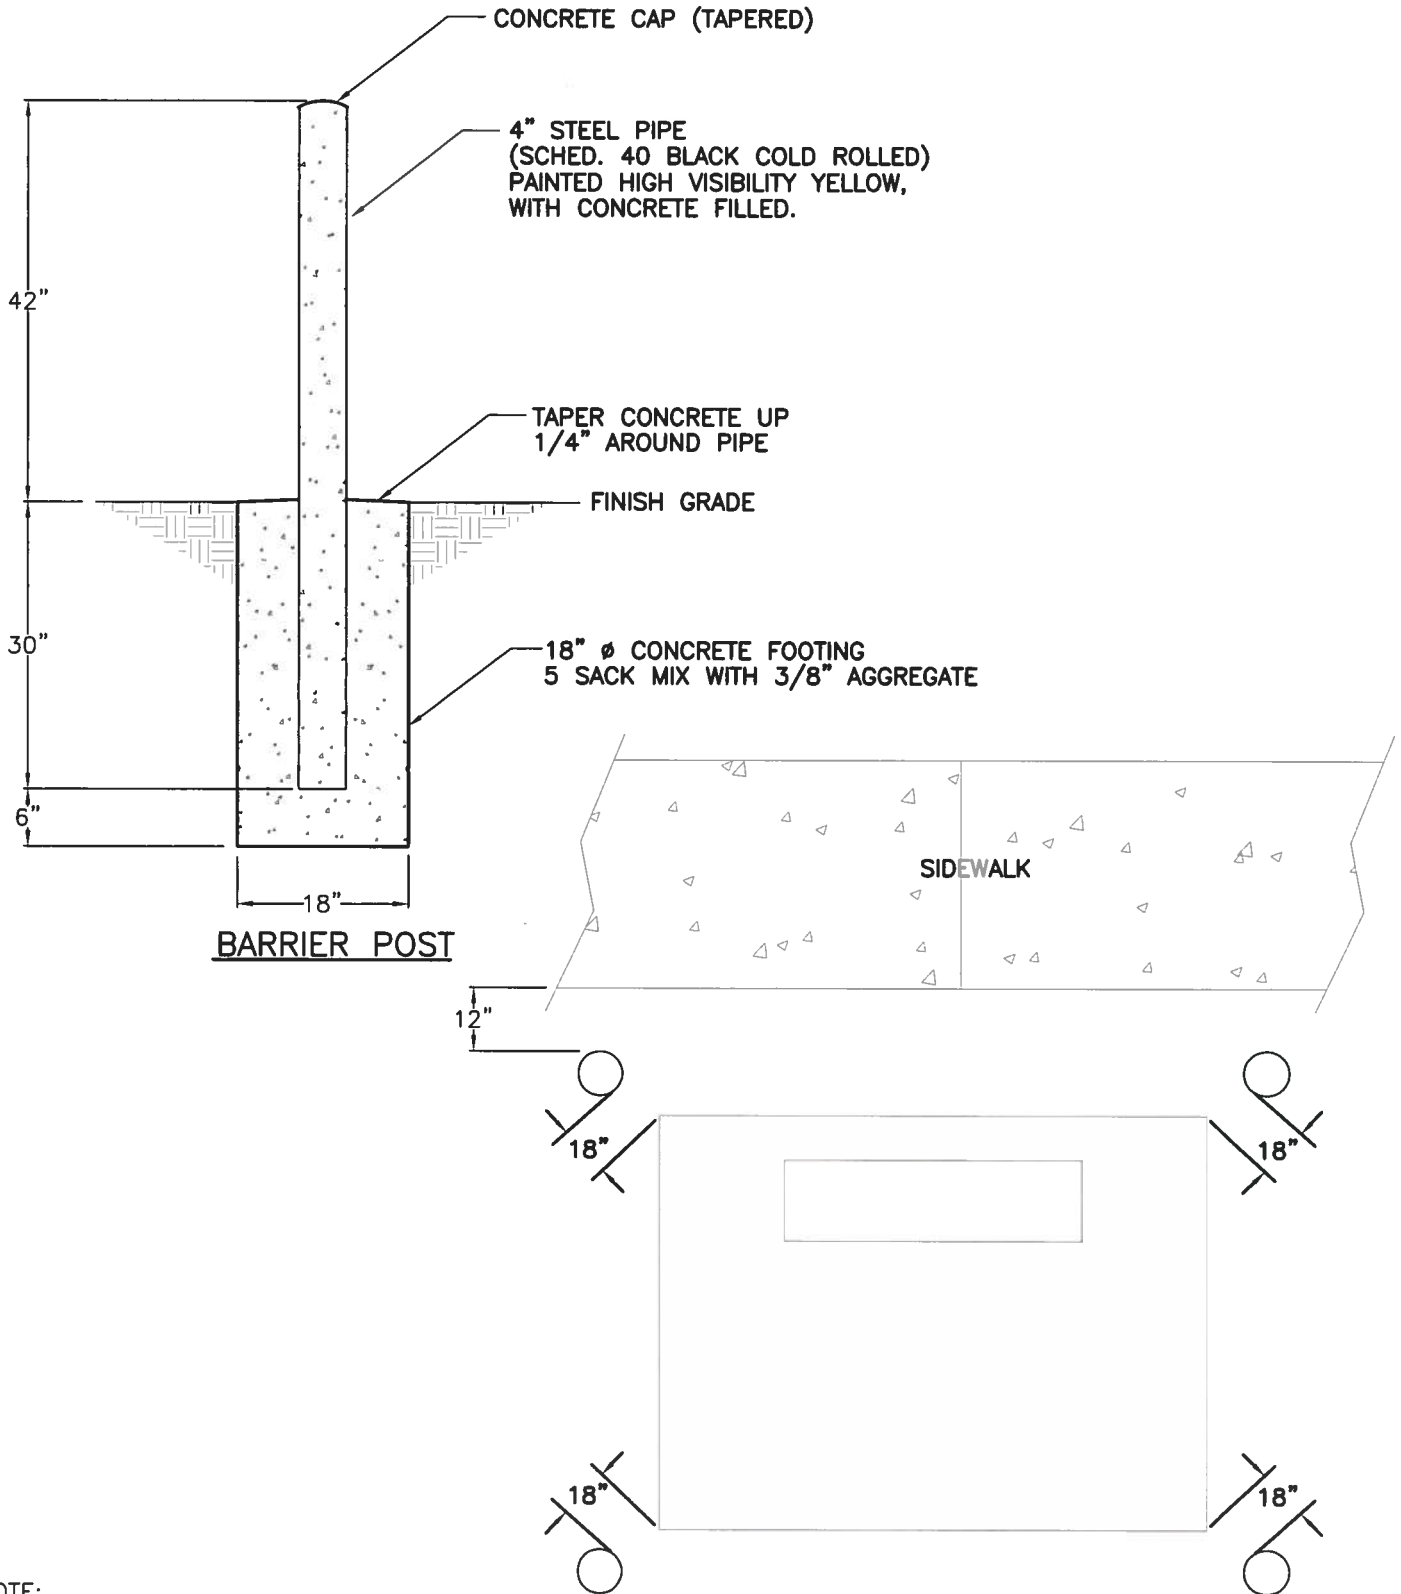 CONCRETE CAP (TAPERED)
4" STEEL PIPE
(SCHED. 40 BLACK COLD ROLLED)
PAINTED HIGH VISIBILITY YELLOW,
WITH CONCRETE FILLED.
42"
TAPER CONCRETE UP
1/4" AROUND PIPE
FINISH GRADE
30"
18" ø CONCRETE FOOTING
5 SACK MIX WITH 3/8" AGGREGATE
6"
18"
BARRIER POST
SIDEWALK
12"
18"
18"
18"
18"